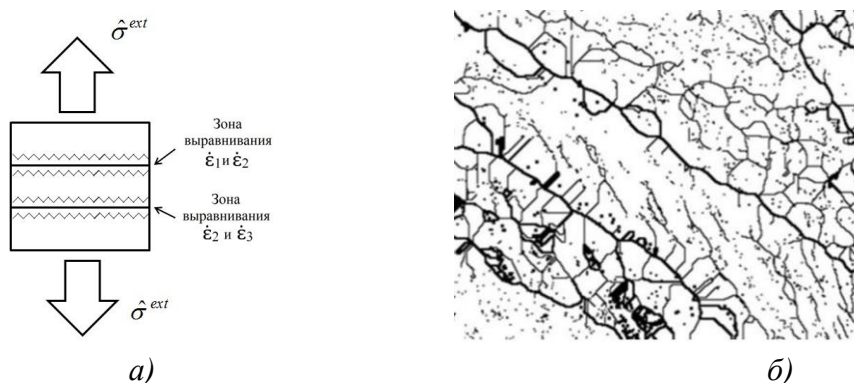 σ̂ ext
Зона
выравнивания
ε̇1 и ε̇2
Зона
выравнивания
ε̇2 и ε̇3
σ̂ ext
а)
б)